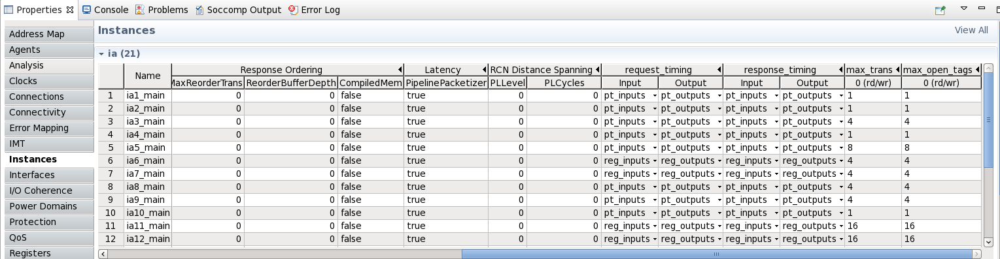 Properties Console Problems Soccomp Output Error Log
Instances View All
Address Map
Agents
Analysis
Clocks
Connections
Connectivity
Error Mapping
IMT
Instances
Interfaces
I/O Coherence
Power Domains
Protection
QoS
Registers
ia (21)
Name Response Ordering Latency RCN Distance Spanning request_timing response_timing max_trans max_open_tags
MaxReorderTrans ReorderBufferDepth CompiledMem PipelinePacketizer PLLevel PLCycles Input Output Input Output 0 (rd/wr) 0 (rd/wr)
1 ia1_main 0 0 false true 0 0 pt_inputs pt_outputs pt_inputs pt_outputs 1 1
2 ia2_main 0 0 false true 0 0 pt_inputs pt_outputs pt_inputs pt_outputs 1 1
3 ia3_main 0 0 false true 0 0 pt_inputs pt_outputs pt_inputs pt_outputs 4 4
4 ia4_main 0 0 false true 0 0 pt_inputs pt_outputs pt_inputs pt_outputs 1 1
5 ia5_main 0 0 false true 0 0 pt_inputs pt_outputs pt_inputs pt_outputs 8 8
6 ia6_main 0 0 false true 0 0 reg_inputs reg_outputs reg_inputs reg_outputs 4 4
7 ia7_main 0 0 false true 0 0 reg_inputs reg_outputs reg_inputs reg_outputs 4 4
8 ia8_main 0 0 false true 0 0 pt_inputs pt_outputs pt_inputs pt_outputs 4 4
9 ia9_main 0 0 false true 0 0 pt_inputs pt_outputs pt_inputs pt_outputs 4 4
10 ia10_main 0 0 false true 0 0 pt_inputs pt_outputs pt_inputs pt_outputs 1 1
11 ia11_main 0 0 false true 0 0 reg_inputs reg_outputs reg_inputs reg_outputs 16 16
12 ia12_main 0 0 false true 0 0 reg_inputs reg_outputs reg_inputs reg_outputs 16 16